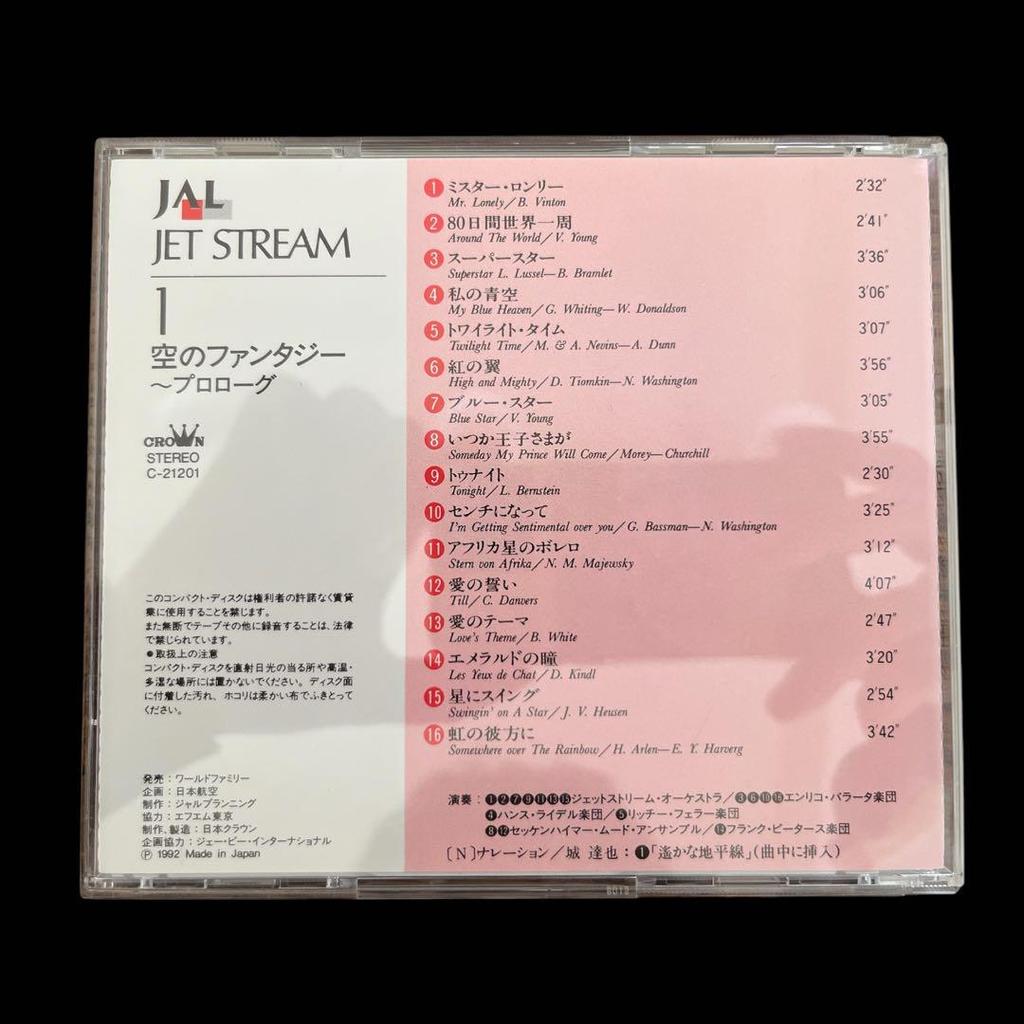 JAL
JET STREAM
1
空のファンタジー
〜プロローグ
CROWN
STEREO
C-21201
このコンパクト・ディスクは権利者の許諾なく賃貸
業に使用することを禁じます。
また無断でテープその他に録音することは、法律
で禁じられています。
●取扱上の注意
コンパクト・ディスクを直射日光の当る所や高温・
多湿な場所には置かないでください。ディスク面
に付着した汚れ、ホコリは柔かい布でふきとって
ください。
発売：ワールドファミリー
企画：日本航空
制作：ジャルプランニング
協力：エフエム東京
制作、製造：日本クラウン
企画協力：ジェー・ピー・インターナショナル
Ⓟ 1992 Made in Japan
1 ミスター・ロンリー 2'32"
Mr. Lonely／B. Vinton
2 80日間世界一周 2'41"
Around The World／V. Young
3 スーパースター 3'36"
Superstar L. Lussel—B. Bramlet
4 私の青空 3'06"
My Blue Heaven／G. Whiting—W. Donaldson
5 トワイライト・タイム 3'07"
Twilight Time／M. & A. Nevins—A. Dunn
6 紅の翼 3'56"
High and Mighty／D. Tiomkin—N. Washington
7 ブルー・スター 3'05"
Blue Star／V. Young
8 いつか王子さまが 3'55"
Someday My Prince Will Come／Morey—Churchill
9 トゥナイト 2'30"
Tonight／L. Bernstein
10 センチになって 3'25"
I'm Getting Sentimental over you／G. Bassman—N. Washington
11 アフリカ星のボレロ 3'12"
Stern von Afrika／N. M. Majewsky
12 愛の誓い 4'07"
Till／C. Danvers
13 愛のテーマ 2'47"
Love's Theme／B. White
14 エメラルドの瞳 3'20"
Les Yeux de Chat／D. Kindl
15 星にスイング 2'54"
Swingin' on A Star／J. V. Heusen
16 虹の彼方に 3'42"
Somewhere over The Rainbow／H. Arlen—E. Y. Harverg
演奏：❶❷❼❾⓫⓭⓯ジェットストリーム・オーケストラ／❸❻❿⓰エンリコ・バラータ楽団
❹ハンス・ライデル楽団／❺リッチー・フェラー楽団
❽⓬セッケンハイマー・ムード・アンサンブル／⓮フランク・ピータース楽団
〔N〕ナレーション／城 達也：❶「遙かな地平線」（曲中に挿入）